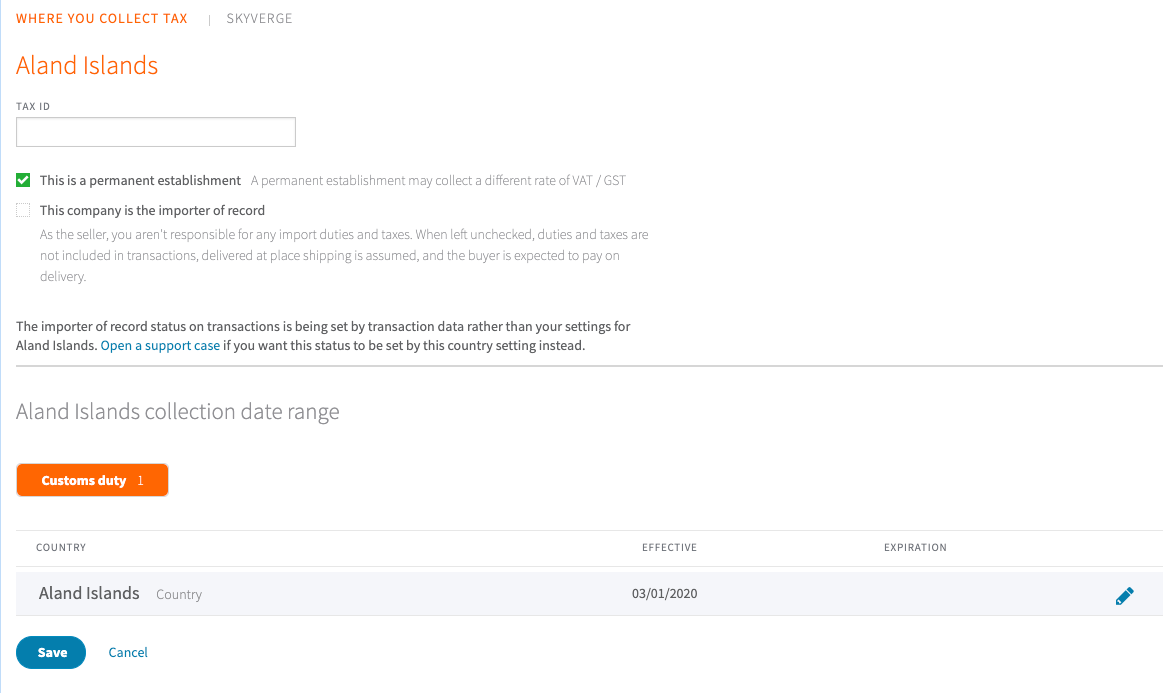 WHERE YOU COLLECT TAX | SKYVERGE
Aland Islands
TAX ID
This is a permanent establishment A permanent establishment may collect a different rate of VAT / GST
This company is the importer of record
As the seller, you aren't responsible for any import duties and taxes. When left unchecked, duties and taxes are
not included in transactions, delivered at place shipping is assumed, and the buyer is expected to pay on
delivery.
The importer of record status on transactions is being set by transaction data rather than your settings for
Aland Islands. Open a support case if you want this status to be set by this country setting instead.
Aland Islands collection date range
Customs duty 1
COUNTRY EFFECTIVE EXPIRATION
Aland Islands Country 03/01/2020
Save Cancel